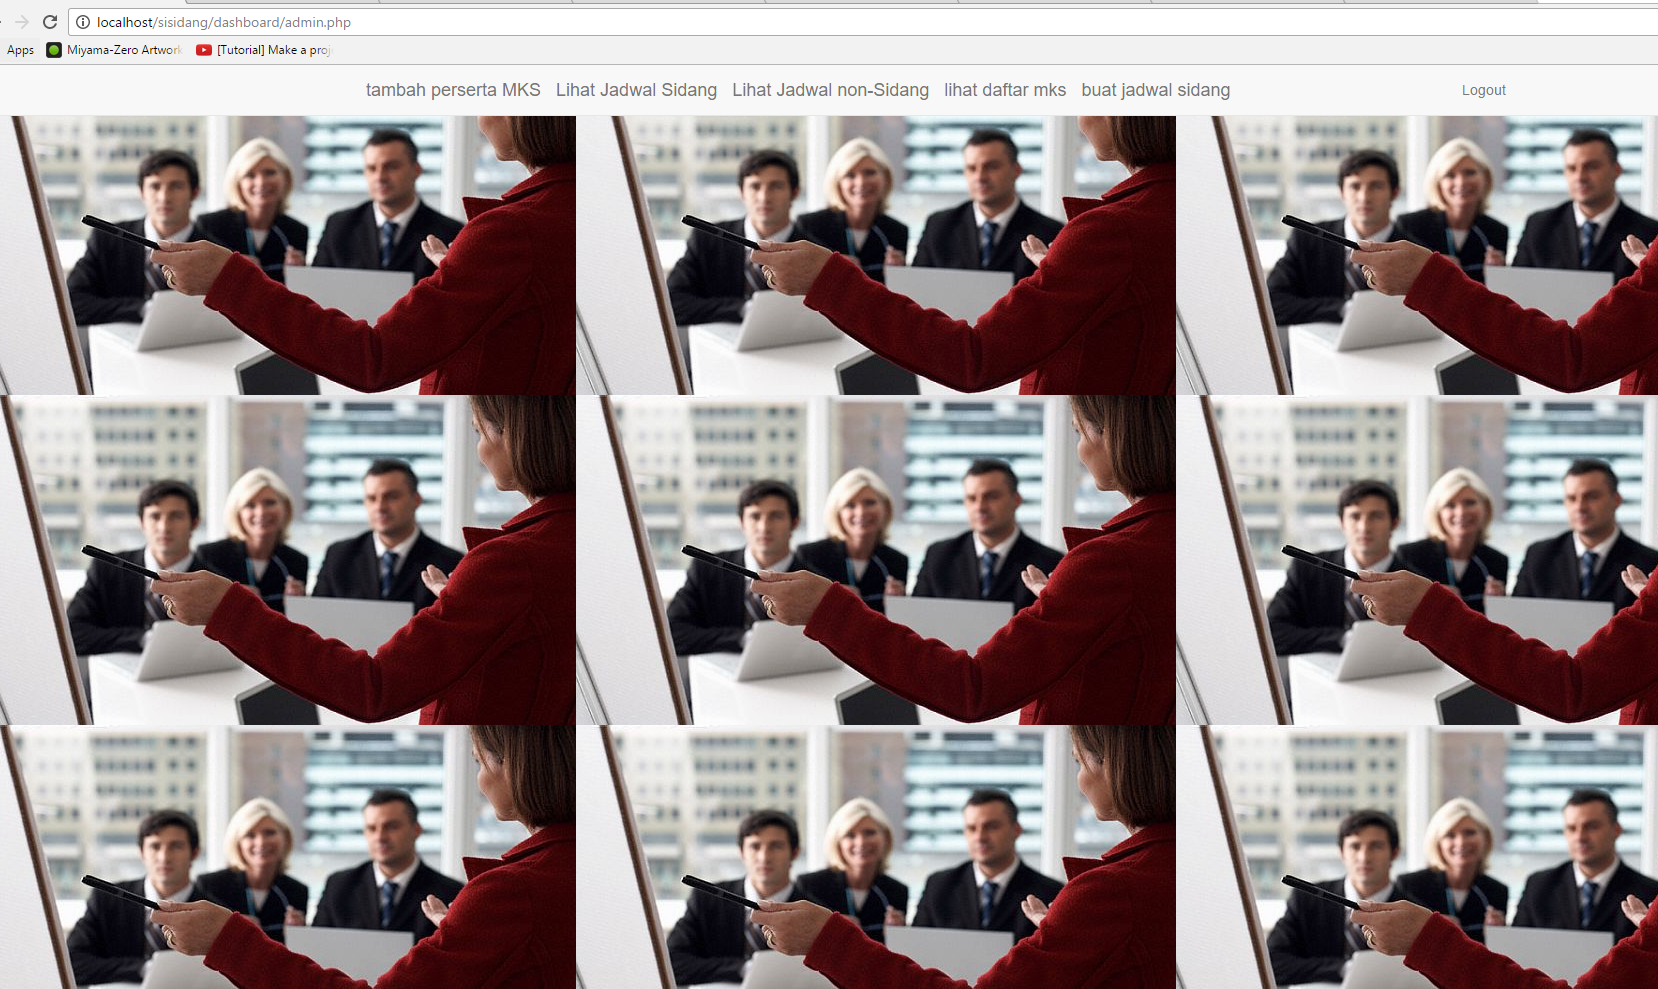 localhost/sisidang/dashboard/admin.php
Apps Miyama-Zero Artwork [Tutorial] Make a proj
tambah perserta MKS Lihat Jadwal Sidang Lihat Jadwal non-Sidang lihat daftar mks buat jadwal sidang Logout